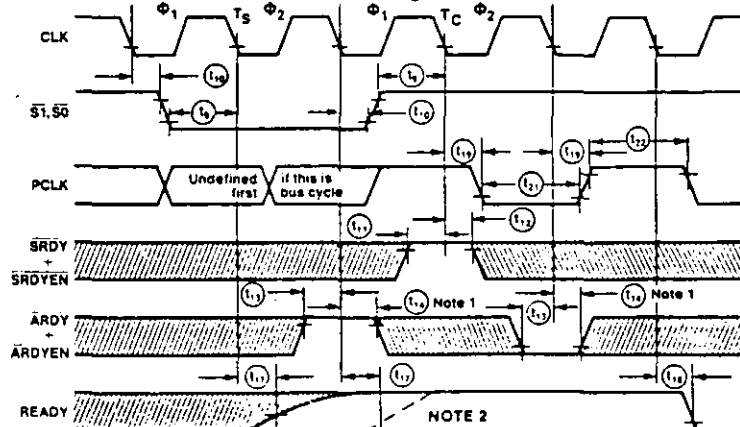 Φ1 TS Φ2 Φ1 TC Φ2
CLK
t10 t9
S1, S0
t9 t10
t19 t19 t22
PCLK
Undefined if this is
first bus cycle
t21
t11 t12
SRDY
+
SRDYEN
t13 t14 Note 1 t13 t14 Note 1
ARDY
+
ARDYEN
t17 t17 t18
READY
NOTE 2